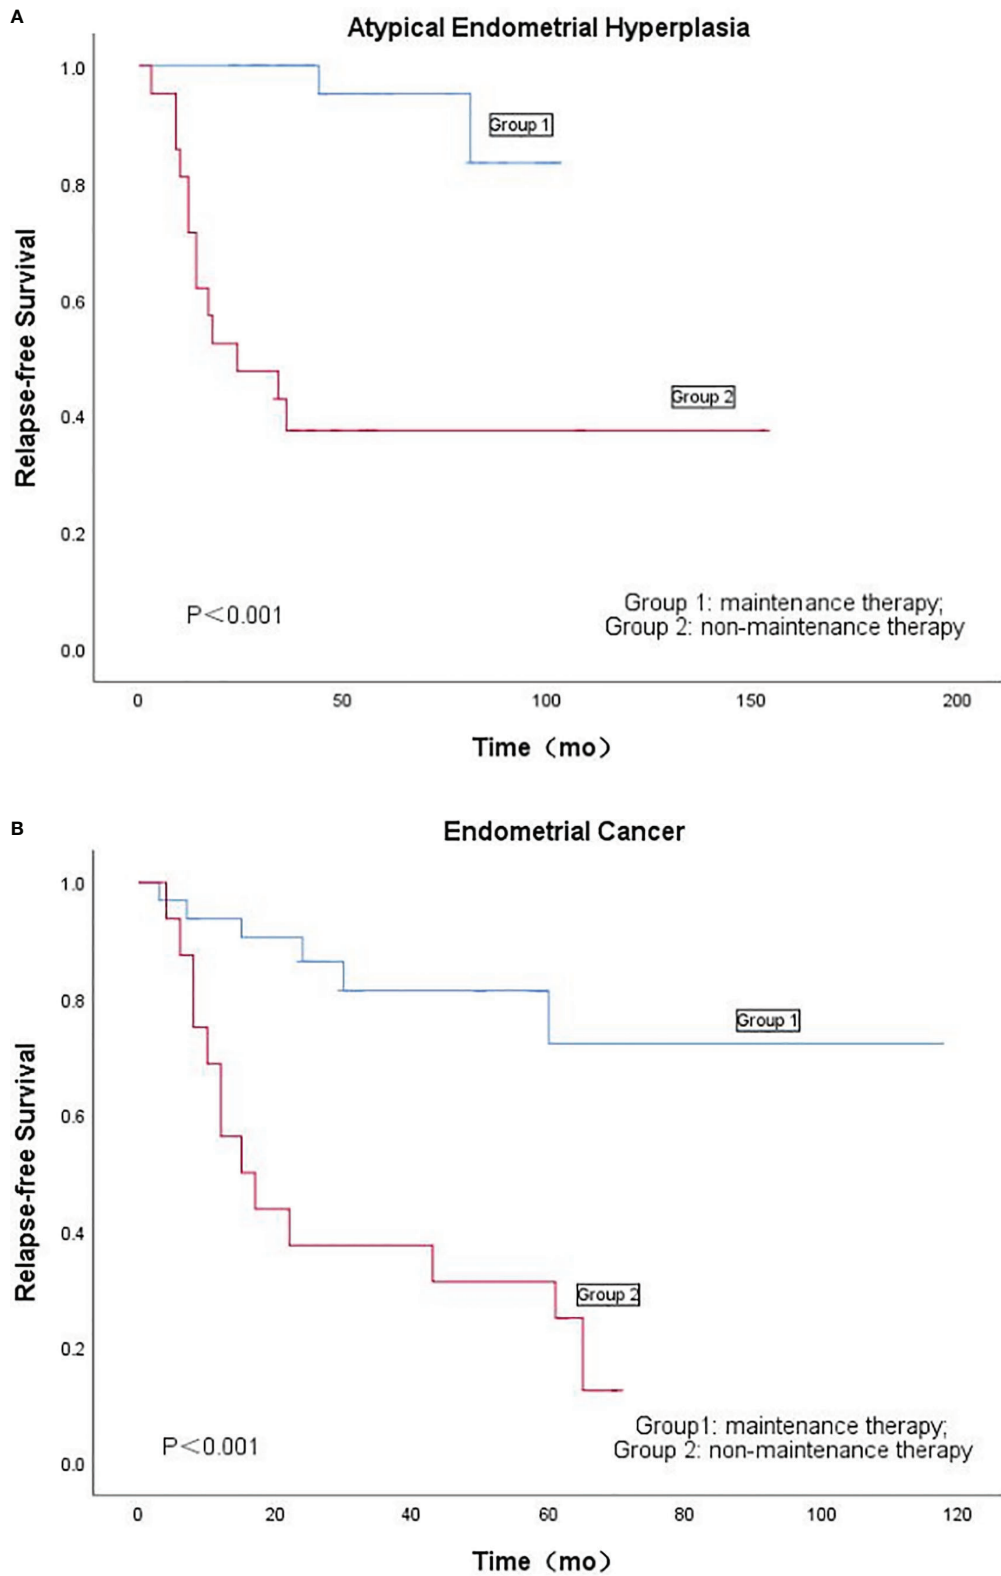 A
Atypical Endometrial Hyperplasia
1.0
Group 1
0.8
0.6
Relapse-free Survival
Group 2
0.4
0.2
P＜0.001
Group 1: maintenance therapy;
Group 2: non-maintenance therapy
0.0
0 50 100 150 200
Time（mo）
B
Endometrial Cancer
1.0
0.8
Group 1
0.6
Relapse-free Survival
0.4
Group 2
0.2
P＜0.001
Group1: maintenance therapy;
Group 2: non-maintenance therapy
0.0
0 20 40 60 80 100 120
Time（mo）